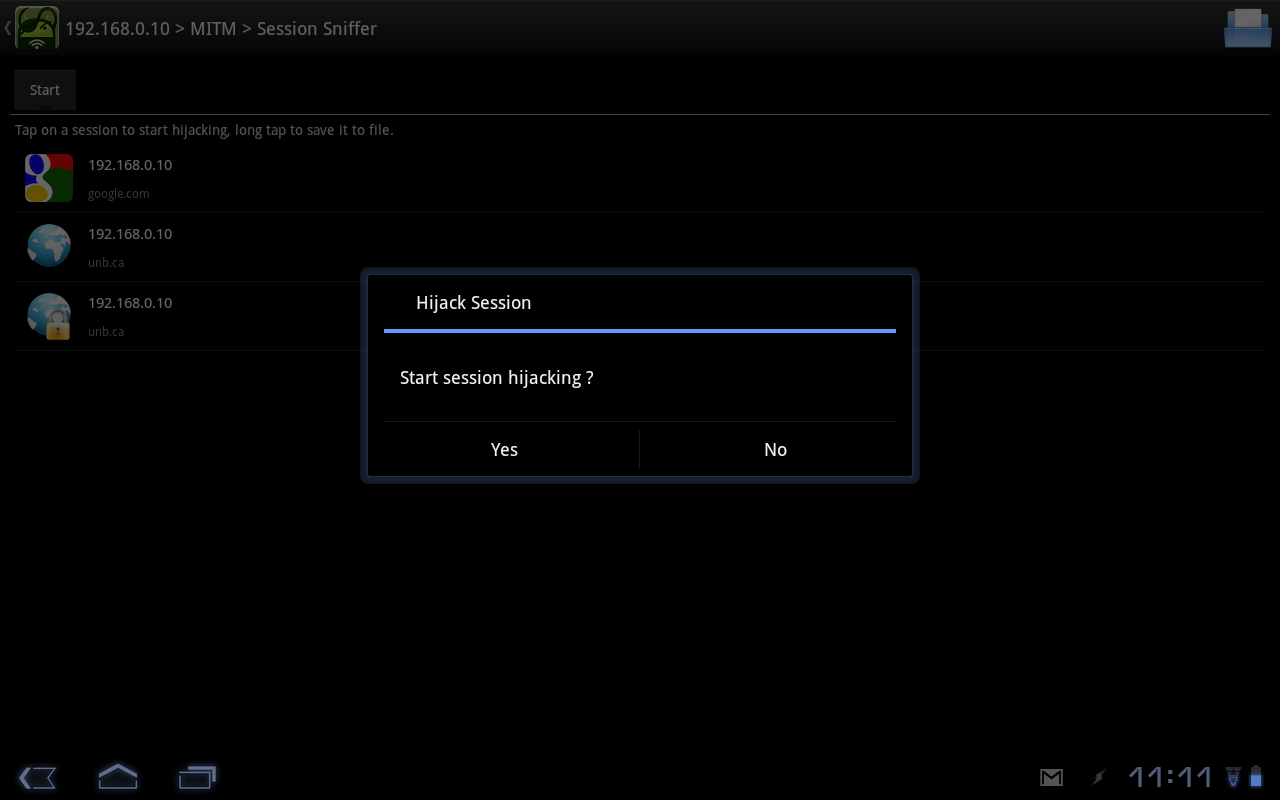 192.168.0.10 > MITM > Session Sniffer
Start
Tap on a session to start hijacking, long tap to save it to file.
192.168.0.10
google.com
192.168.0.10
unb.ca
192.168.0.10
unb.ca
Hijack Session
Start session hijacking ?
Yes
No
11:11